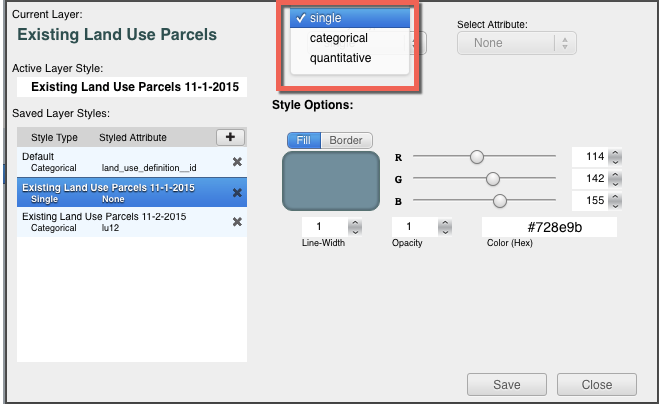 Current Layer:
Existing Land Use Parcels
Active Layer Style:
Existing Land Use Parcels 11-1-2015
Saved Layer Styles:
Style Type Styled Attribute +
Default
Categorical land_use_definition__id
Existing Land Use Parcels 11-1-2015
Single None
Existing Land Use Parcels 11-2-2015
Categorical lu12
✓ single
categorical
quantitative
Select Attribute:
None
Style Options:
Fill Border
R 114
G 142
B 155
1 1 #728e9b
Line-Width Opacity Color (Hex)
Save Close